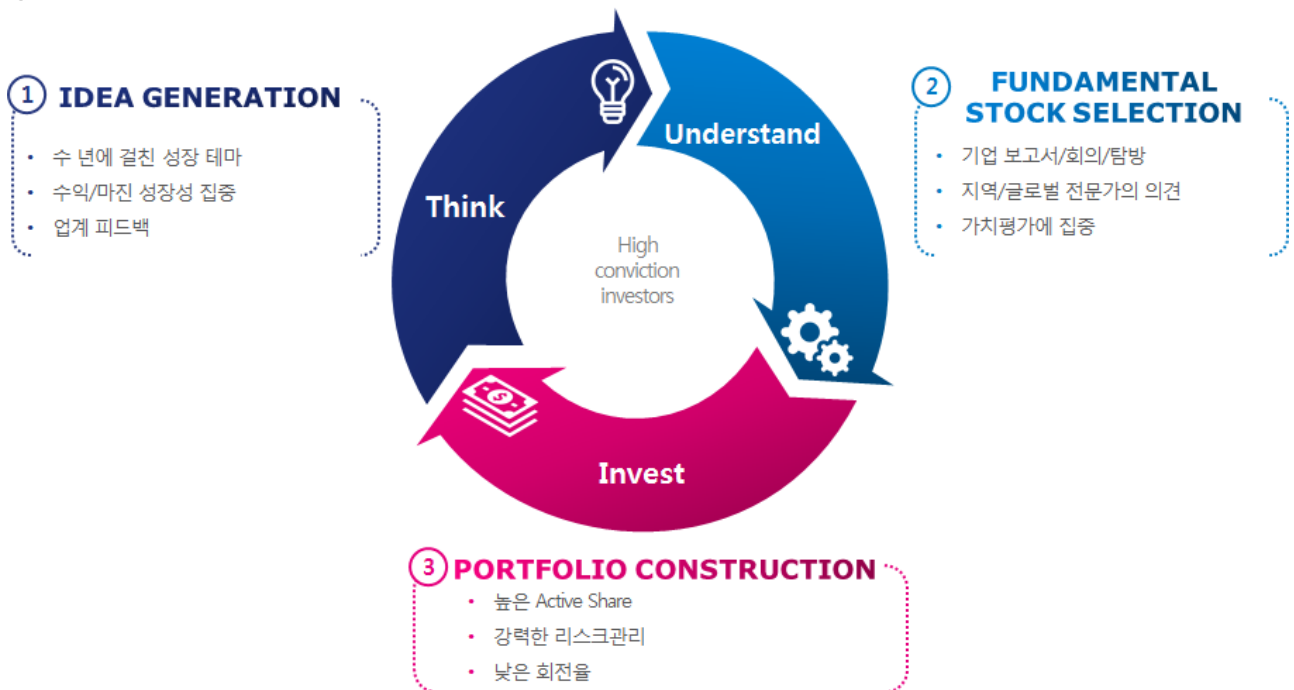 1 IDEA GENERATION
• 수 년에 걸친 성장 테마
• 수익/마진 성장성 집중
• 업계 피드백
Think
Understand
High
conviction
investors
Invest
2 FUNDAMENTAL
STOCK SELECTION
• 기업 보고서/회의/탐방
• 지역/글로벌 전문가의 의견
• 가치평가에 집중
3 PORTFOLIO CONSTRUCTION
• 높은 Active Share
• 강력한 리스크관리
• 낮은 회전율